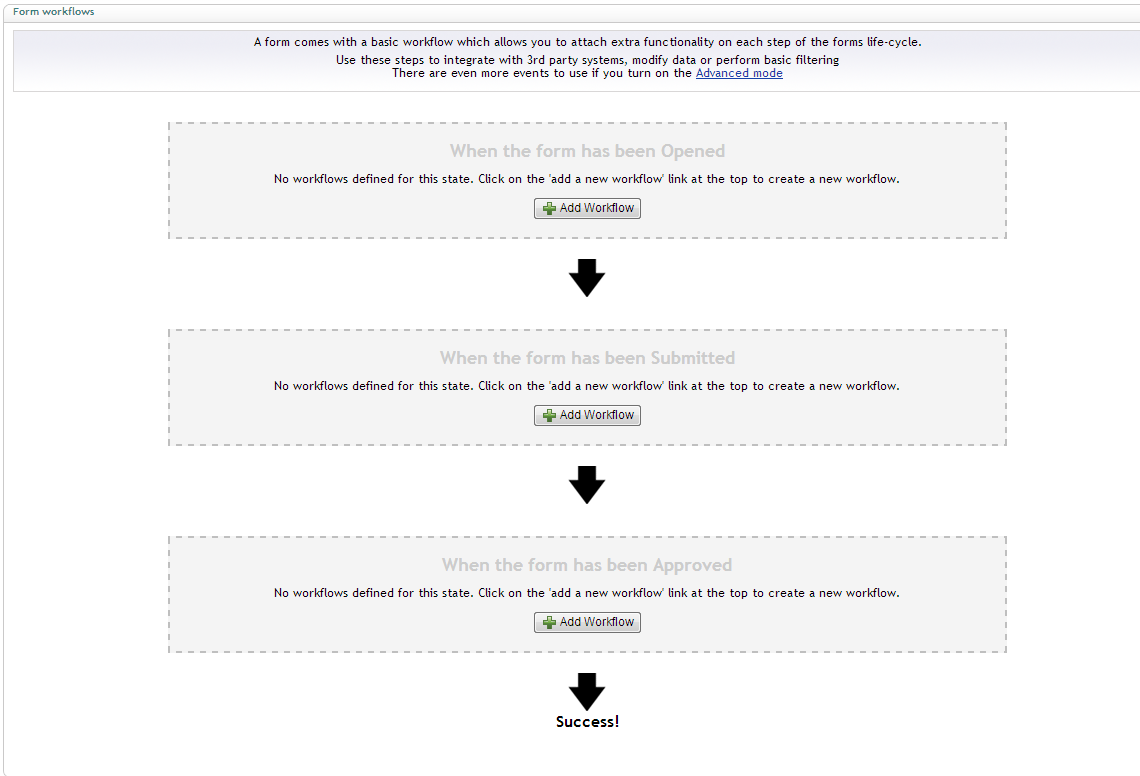 Form workflows
A form comes with a basic workflow which allows you to attach extra functionality on each step of the forms life-cycle.
Use these steps to integrate with 3rd party systems, modify data or perform basic filtering
There are even more events to use if you turn on the Advanced mode
When the form has been Opened
No workflows defined for this state. Click on the 'add a new workflow' link at the top to create a new workflow.
Add Workflow
When the form has been Submitted
No workflows defined for this state. Click on the 'add a new workflow' link at the top to create a new workflow.
Add Workflow
When the form has been Approved
No workflows defined for this state. Click on the 'add a new workflow' link at the top to create a new workflow.
Add Workflow
Success!